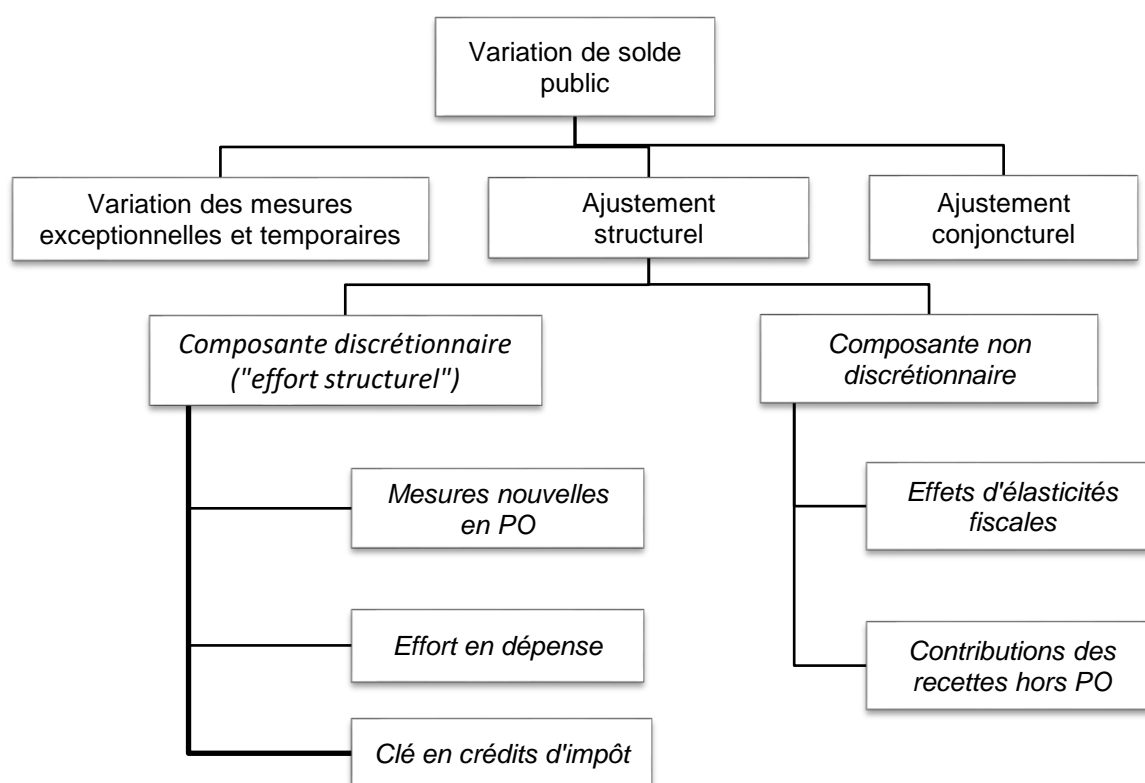 Variation de solde
public
Variation des mesures
exceptionnelles et temporaires
Ajustement
structurel
Ajustement
conjoncturel
Composante discrétionnaire
("effort structurel")
Composante non
discrétionnaire
Mesures nouvelles
en PO
Effort en dépense
Clé en crédits d'impôt
Effets d'élasticités
fiscales
Contributions des
recettes hors PO